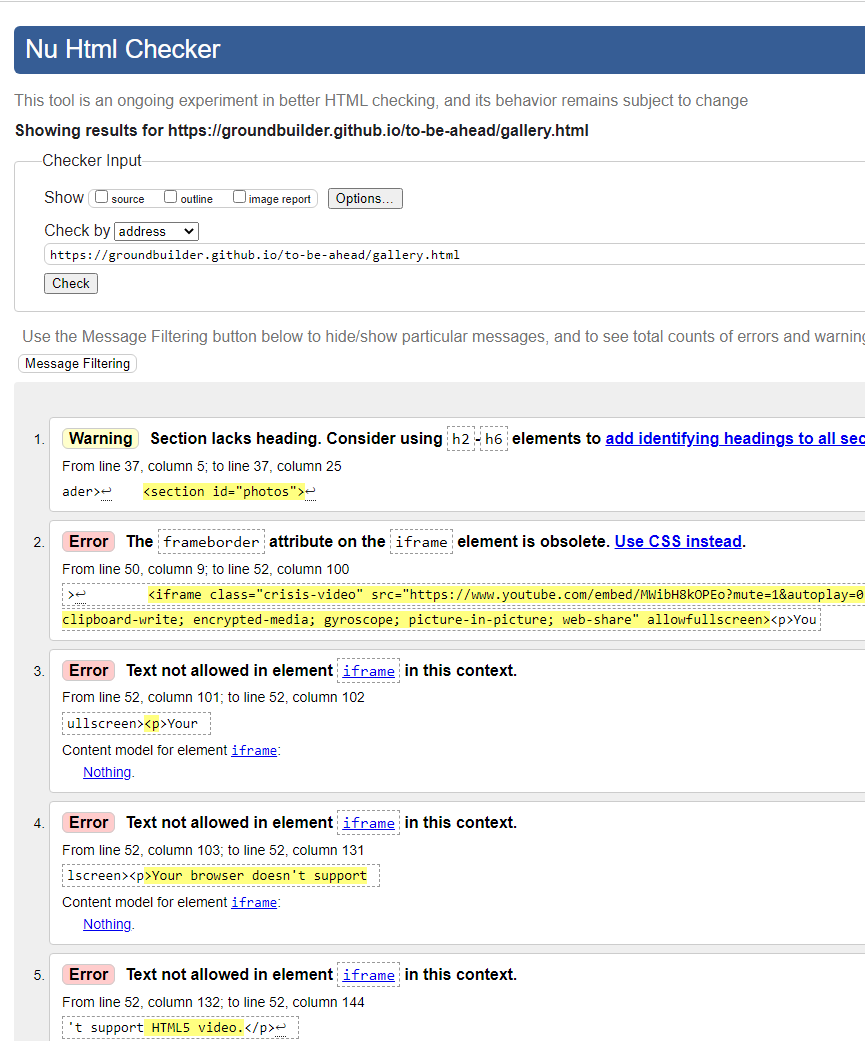 Nu Html Checker
This tool is an ongoing experiment in better HTML checking, and its behavior remains subject to change
Showing results for https://groundbuilder.github.io/to-be-ahead/gallery.html
Checker Input
Show source outline image report Options...
Check by address
https://groundbuilder.github.io/to-be-ahead/gallery.html
Check
Use the Message Filtering button below to hide/show particular messages, and to see total counts of errors and warning
Message Filtering
1. Warning Section lacks heading. Consider using h2-h6 elements to add identifying headings to all sec
From line 37, column 5; to line 37, column 25
ader>↩ <section id="photos">↩
2. Error The frameborder attribute on the iframe element is obsolete. Use CSS instead.
From line 50, column 9; to line 52, column 100
>↩ <iframe class="crisis-video" src="https://www.youtube.com/embed/MWibH8kOPEo?mute=1&autoplay=0
clipboard-write; encrypted-media; gyroscope; picture-in-picture; web-share" allowfullscreen><p>You
3. Error Text not allowed in element iframe in this context.
From line 52, column 101; to line 52, column 102
ullscreen><p>Your
Content model for element iframe:
Nothing.
4. Error Text not allowed in element iframe in this context.
From line 52, column 103; to line 52, column 131
lscreen><p>Your browser doesn't support
Content model for element iframe:
Nothing.
5. Error Text not allowed in element iframe in this context.
From line 52, column 132; to line 52, column 144
't support HTML5 video.</p>↩